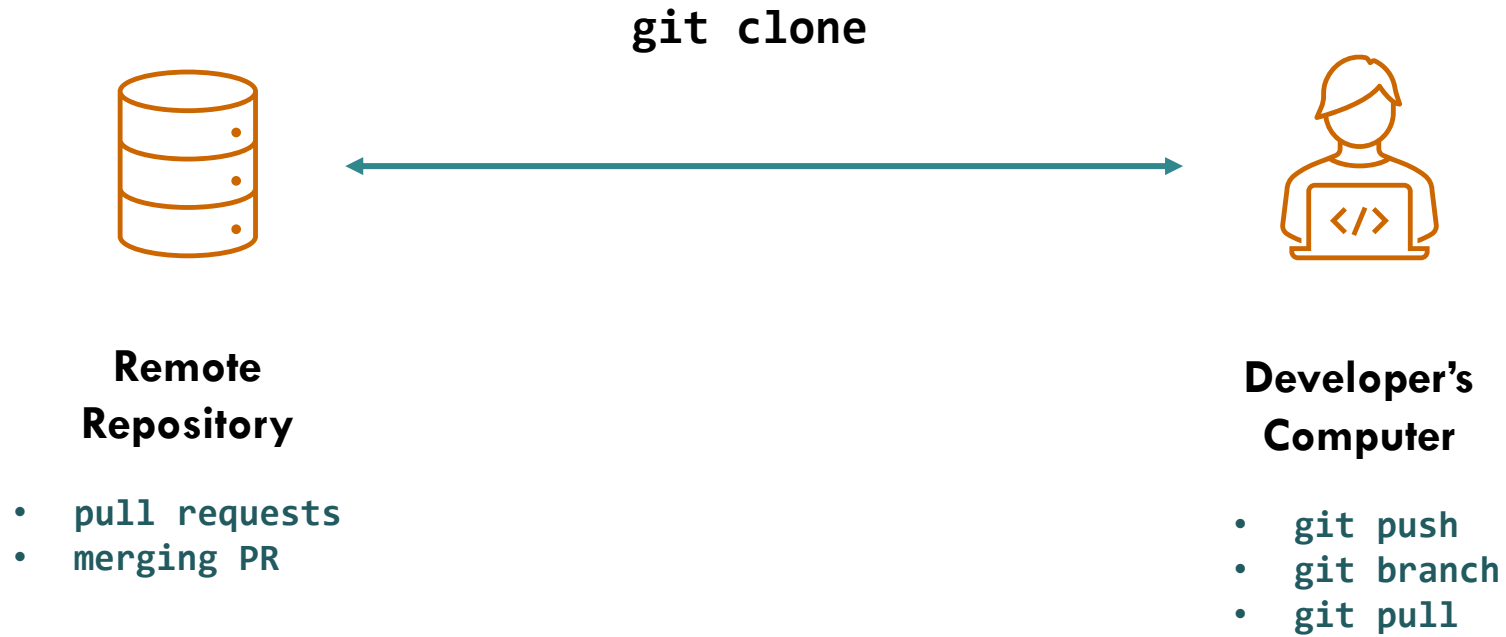 git clone
</>
Remote
Repository
• pull requests
• merging PR
Developer’s
Computer
• git push
• git branch
• git pull